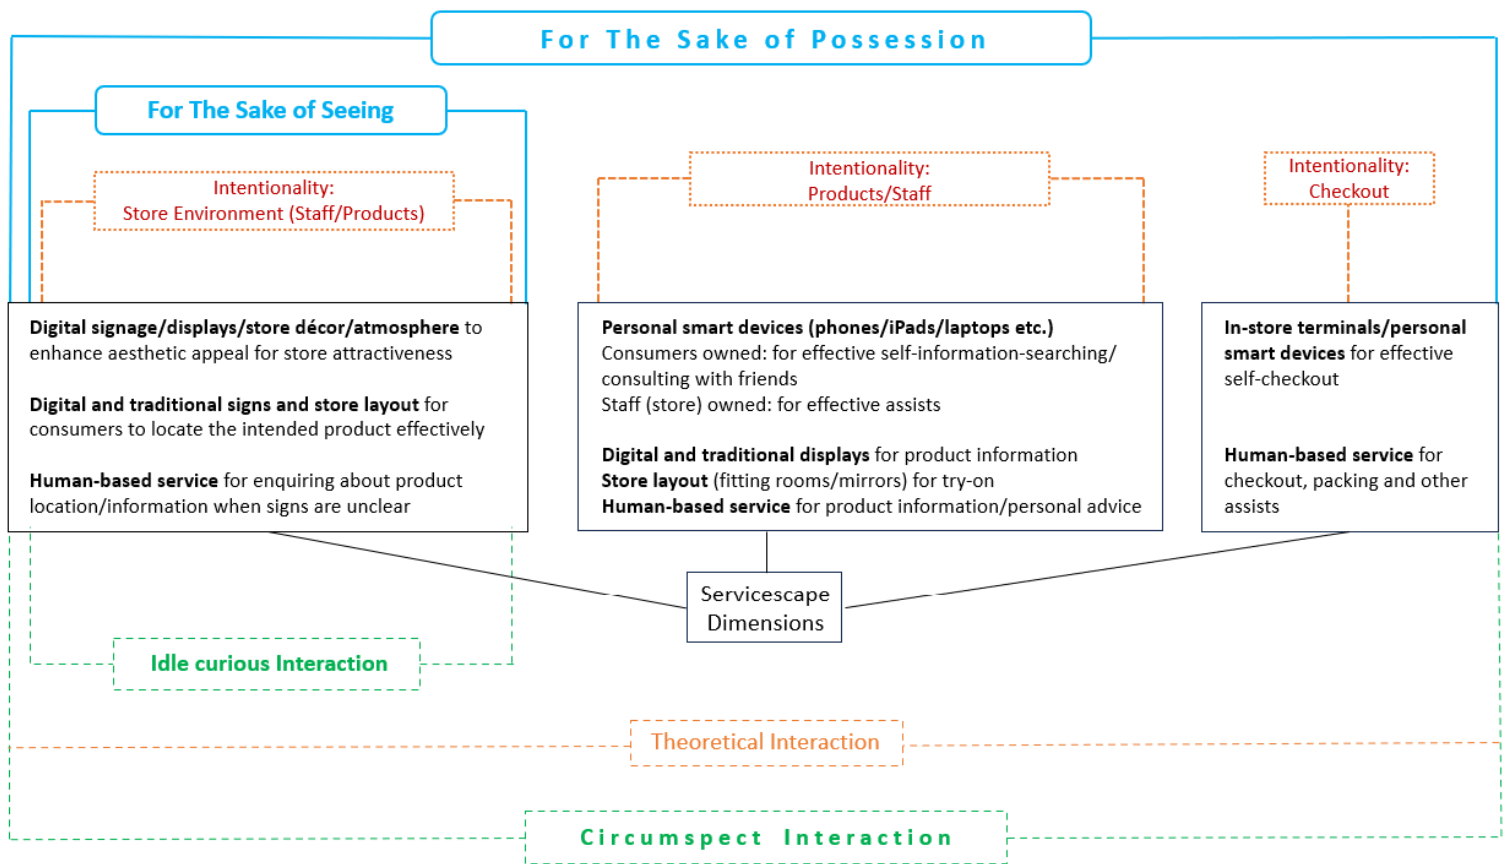 For The Sake of Possession
For The Sake of Seeing
Intentionality:
Store Environment (Staff/Products)
Intentionality:
Products/Staff
Intentionality:
Checkout
Digital signage/displays/store décor/atmosphere to
enhance aesthetic appeal for store attractiveness
Digital and traditional signs and store layout for
consumers to locate the intended product effectively
Human-based service for enquiring about product
location/information when signs are unclear
Personal smart devices (phones/iPads/laptops etc.)
Consumers owned: for effective self-information-searching/
consulting with friends
Staff (store) owned: for effective assists
Digital and traditional displays for product information
Store layout (fitting rooms/mirrors) for try-on
Human-based service for product information/personal advice
In-store terminals/personal
smart devices for effective
self-checkout
Human-based service for
checkout, packing and other
assists
Servicescape
Dimensions
Idle curious Interaction
Theoretical Interaction
Circumspect Interaction